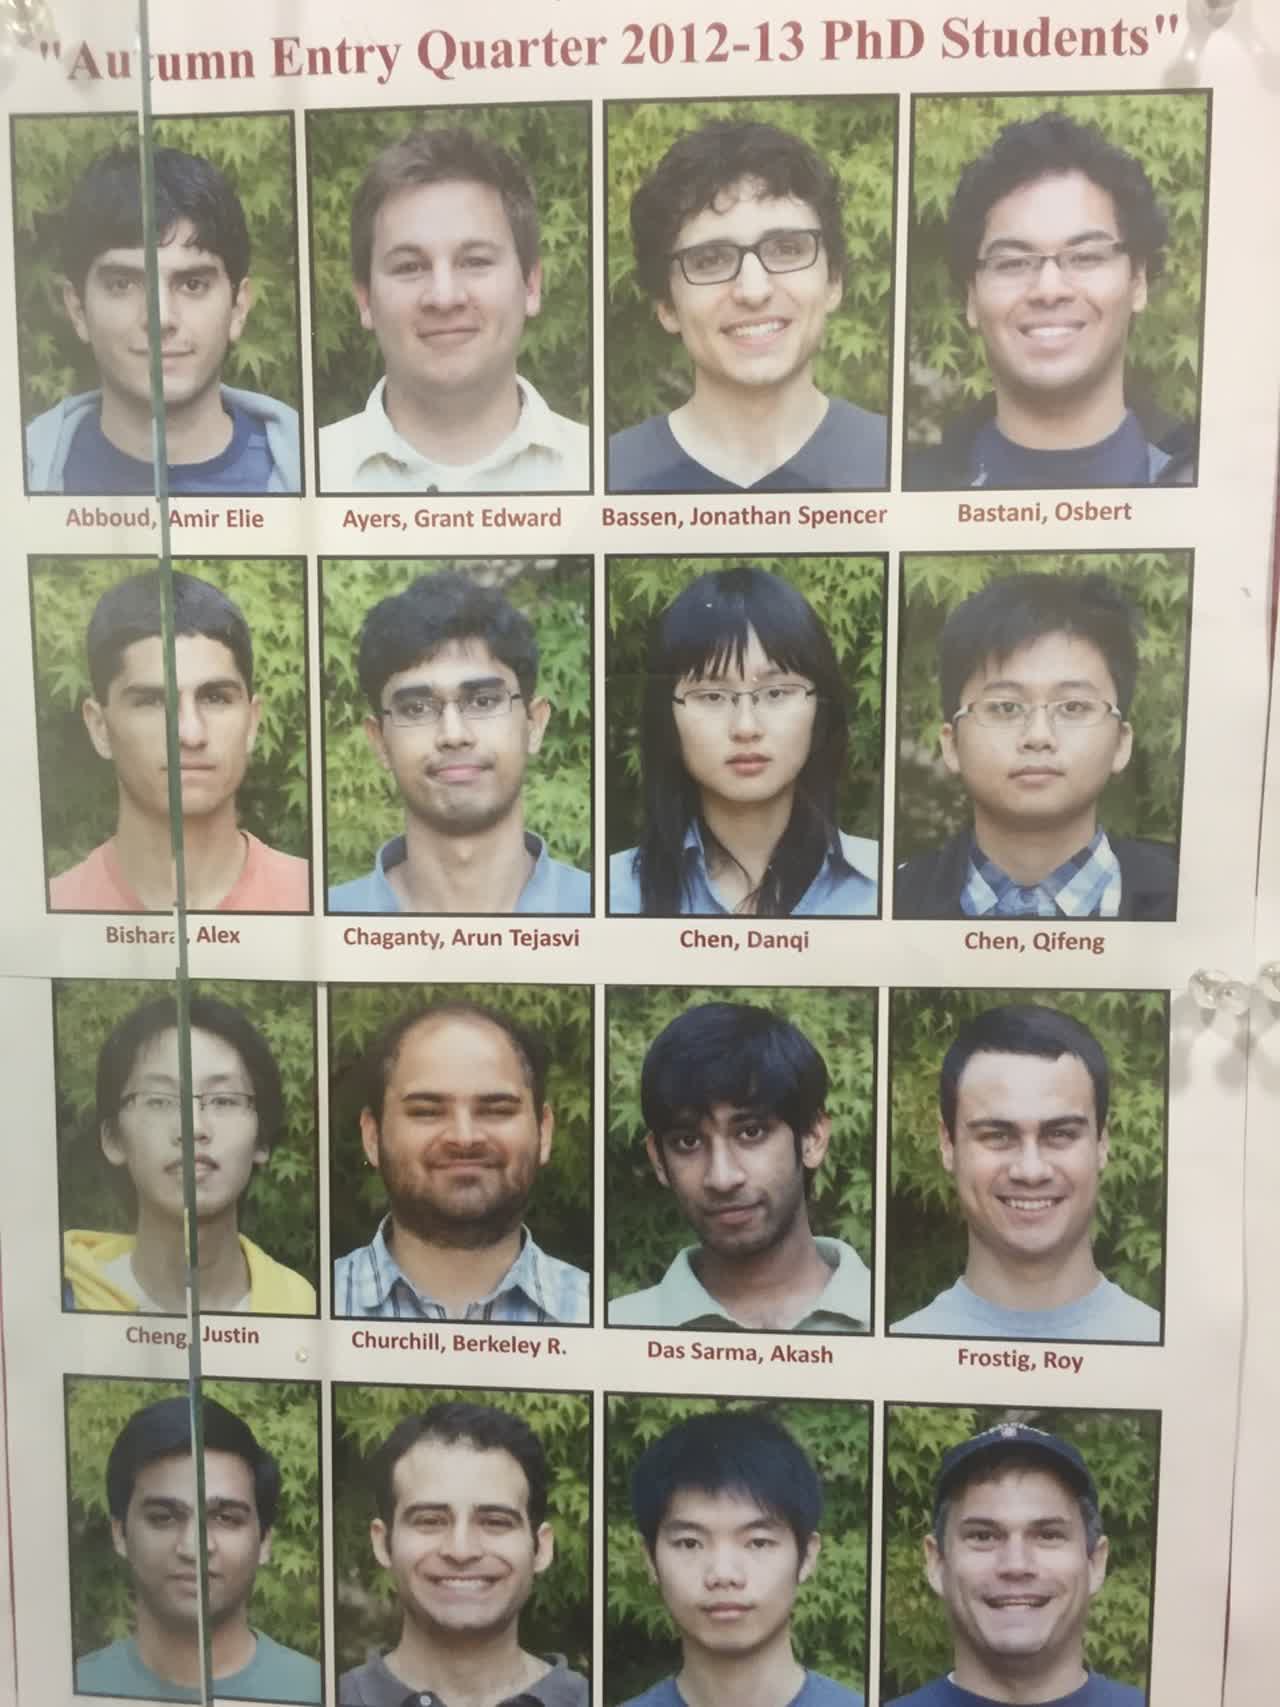 "Autumn Entry Quarter 2012-13 PhD Students"
Abboud, Amir Elie
Ayers, Grant Edward
Bassen, Jonathan Spencer
Bastani, Osbert
Bishara, Alex
Chaganty, Arun Tejasvi
Chen, Danqi
Chen, Qifeng
Cheng, Justin
Churchill, Berkeley R.
Das Sarma, Akash
Frostig, Roy